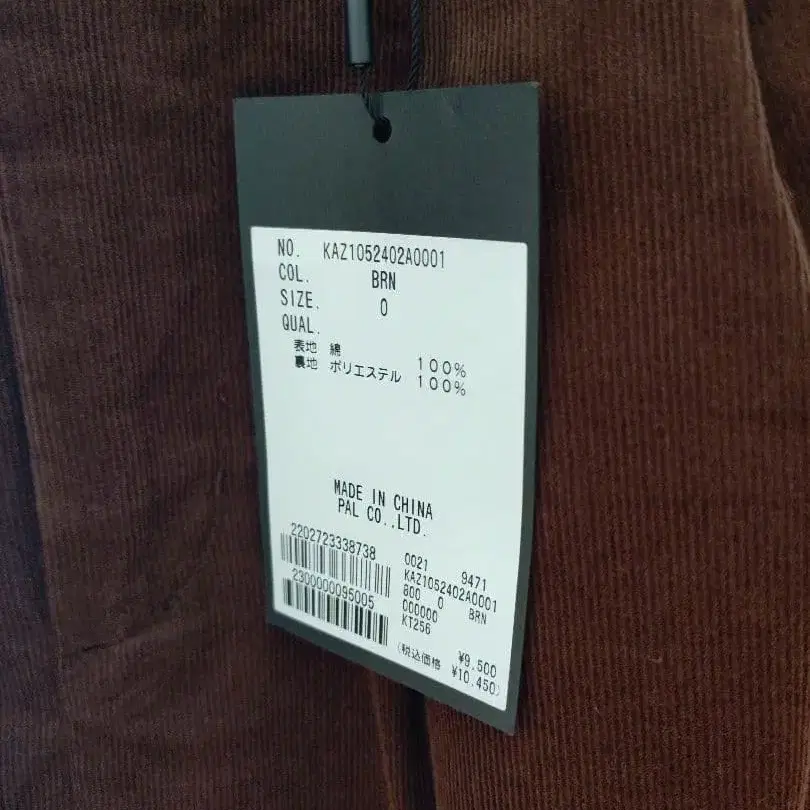 NO. KAZ1052402A0001
COL. BRN
SIZE. 0
QUAL.
表地 綿 100%
裏地 ポリエステル 100%
MADE IN CHINA
PAL CO.,LTD.
2202723338738
2300000095005
0021 9471
KAZ1052402A0001
800 0 BRN
000000
KT256
¥9,500
(税込価格 ¥10,450)